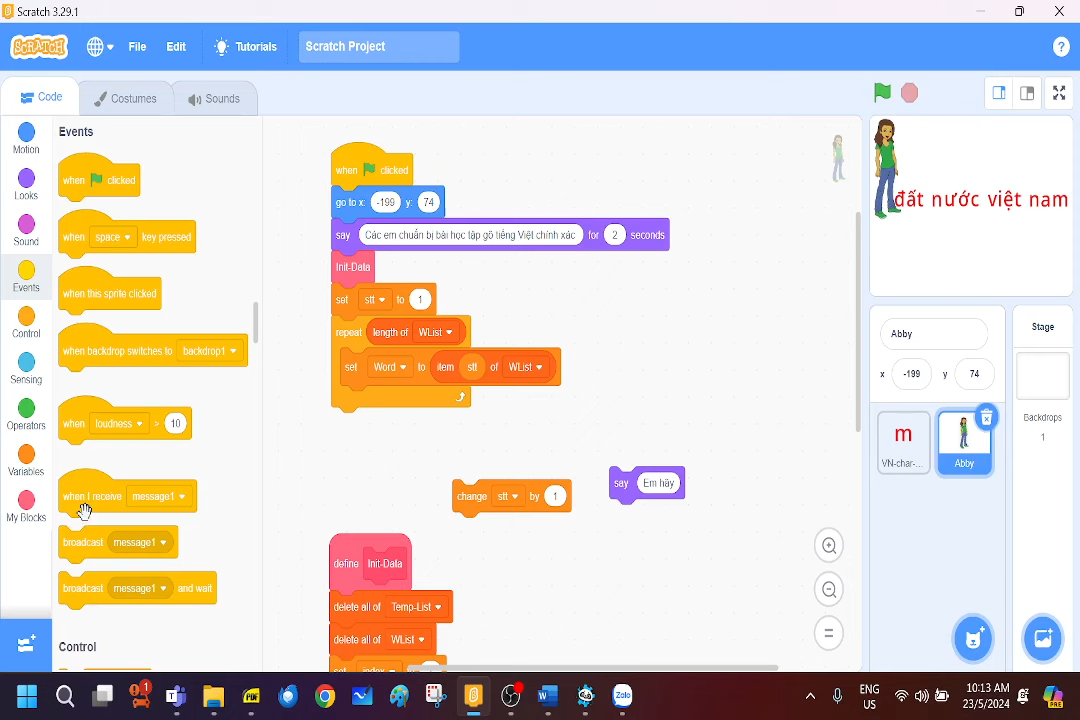 Scratch 3.29.1
SCRATCH File Edit Tutorials Scratch Project ?
Code Costumes Sounds
Motion
Looks
Sound
Events
Control
Sensing
Operators
Variables
My Blocks
Events
when clicked
when space key pressed
when this sprite clicked
when backdrop switches to backdrop1
when loudness > 10
when I receive message1
broadcast message1
broadcast message1 and wait
Control
when clicked
go to x: -199 y: 74
say Các em chuẩn bị bài học tập gõ tiếng Việt chính xác for 2 seconds
Init-Data
set stt to 1
repeat length of WList
set Word to item stt of WList
change stt by 1
say Em hãy
define Init-Data
delete all of Temp-List
delete all of WList
set index
đất nước việt nam
Abby
x -199 y 74
m
VN-char-...
Abby
Stage
Backdrops
1
PDF
Zalo
1
ENG
US
10:13 AM
23/5/2024
PRE